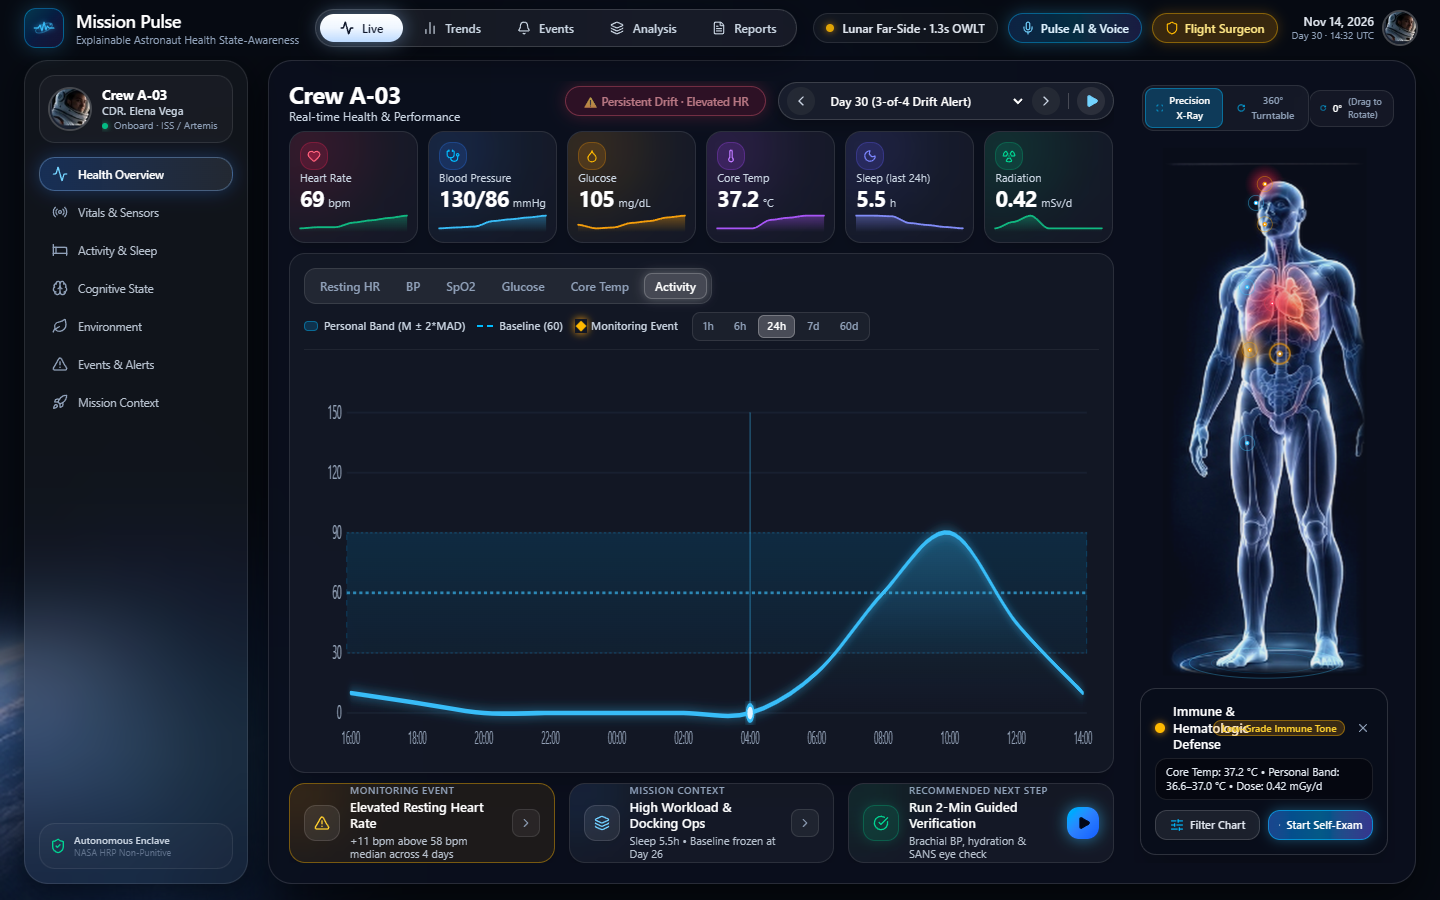 Mission Pulse
Explainable Astronaut Health State-Awareness
Live
Trends
Events
Analysis
Reports
Lunar Far-Side · 1.3s OWLT
Pulse AI & Voice
Flight Surgeon
Nov 14, 2026
Day 30 · 14:32 UTC
Crew A-03
CDR. Elena Vega
Onboard · ISS / Artemis
Health Overview
Vitals & Sensors
Activity & Sleep
Cognitive State
Environment
Events & Alerts
Mission Context
Autonomous Enclave
NASA HRP Non-Punitive
Crew A-03
Real-time Health & Performance
Persistent Drift · Elevated HR
Day 30 (3-of-4 Drift Alert)
Heart Rate
69 bpm
Blood Pressure
130/86 mmHg
Glucose
105 mg/dL
Core Temp
37.2 °C
Sleep (last 24h)
5.5 h
Radiation
0.42 mSv/d
Resting HR
BP
SpO2
Glucose
Core Temp
Activity
Personal Band (M ± 2*MAD)
Baseline (60)
Monitoring Event
1h
6h
24h
7d
60d
150
120
90
60
30
0
16:00
18:00
20:00
22:00
00:00
02:00
04:00
06:00
08:00
10:00
12:00
14:00
MONITORING EVENT
Elevated Resting Heart
Rate
+11 bpm above 58 bpm
median across 4 days
MISSION CONTEXT
High Workload &
Docking Ops
Sleep 5.5h • Baseline frozen at
Day 26
RECOMMENDED NEXT STEP
Run 2-Min Guided
Verification
Brachial BP, hydration &
SANS eye check
Precision
X-Ray
360°
Turntable
0°
(Drag to
Rotate)
Immune &
Hematologic
Defense
Grade Immune Tone
Core Temp: 37.2 °C • Personal Band:
36.6–37.0 °C • Dose: 0.42 mGy/d
Filter Chart
Start Self-Exam